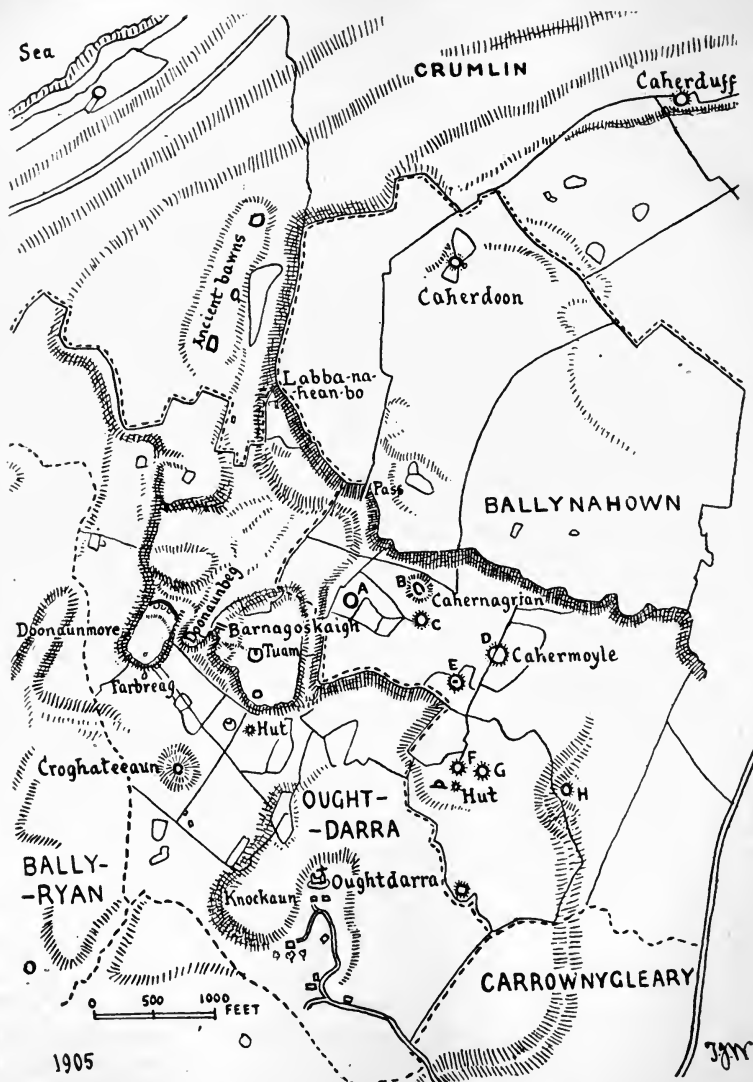 Sea
CRUMLIN
Caherduff
Ancient bawns
Caherdoon
Labba-na-
hean-bo
Pass
BALLYNAHOWN
A
B
Cahernagrian
C
Doonaunbeg
Doonaunmore
Barnagoskaigh
Tuam
D
Cahermoyle
E
Farbreag
Hut
Croghateeaun
F
G
Hut
H
OUGHT-
-DARRA
BALLY-
-RYAN
Knockaun
Oughtdarra
CARROWNYGLEARY
0 500 1000
FEET
1905
T.J.W.